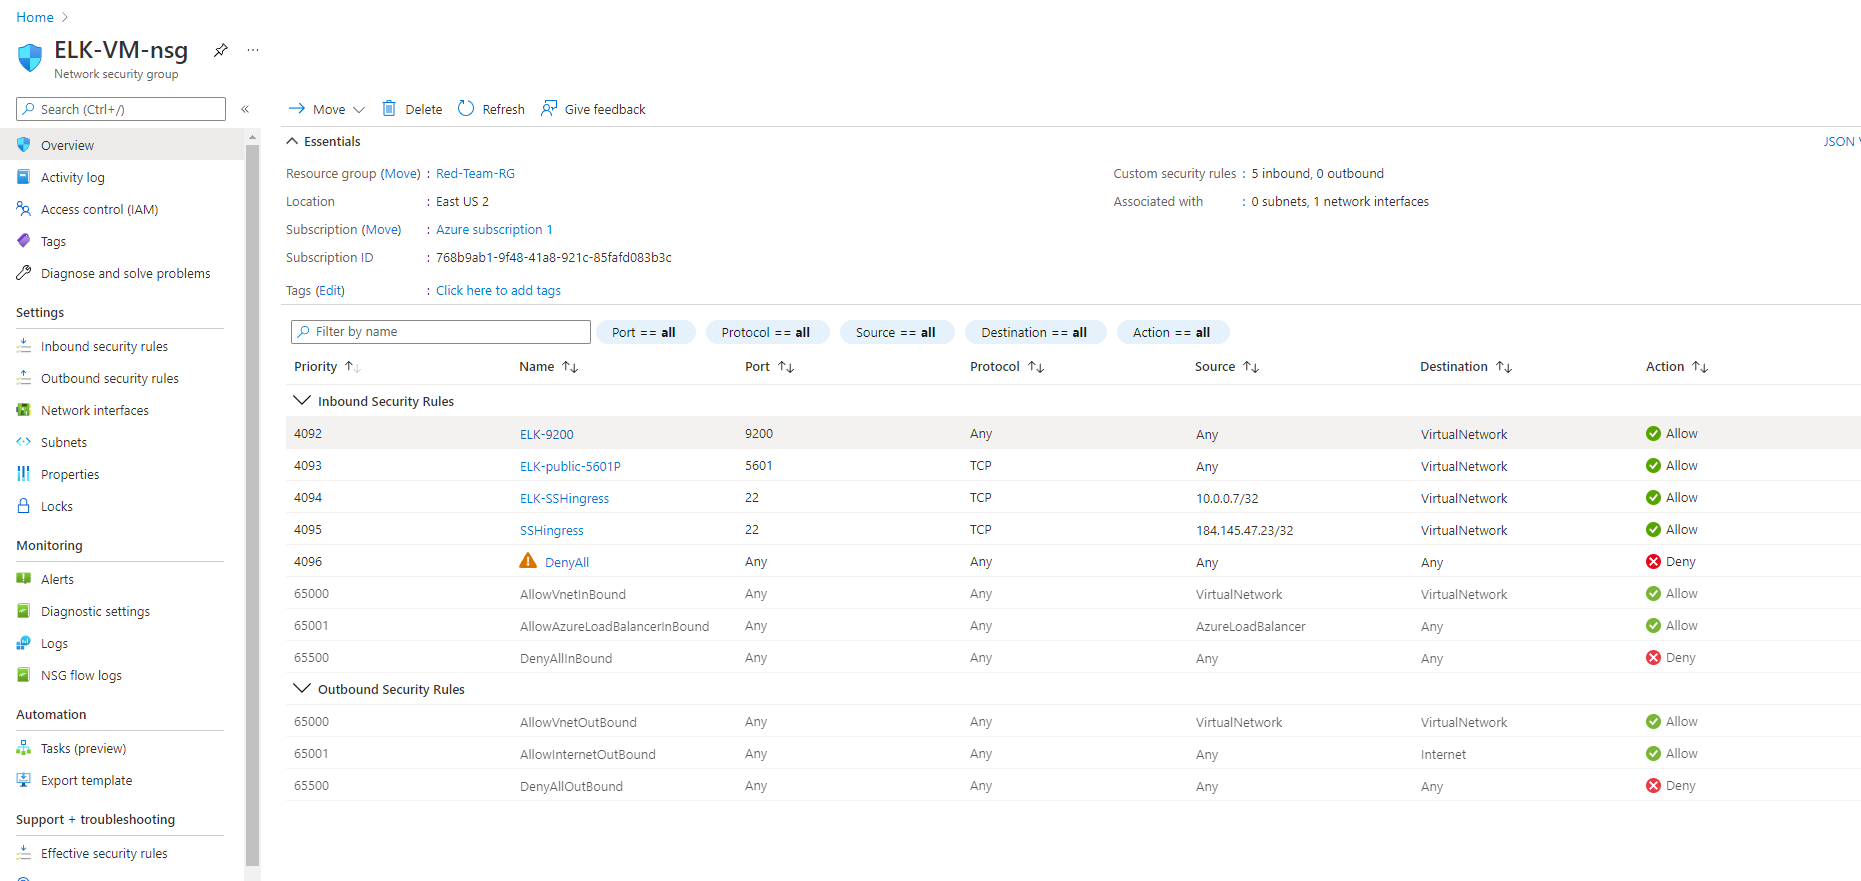 Home
ELK-VM-nsg
Network security group
Search (Ctrl+/)
Overview
Activity log
Access control (IAM)
Tags
Diagnose and solve problems
Settings
Inbound security rules
Outbound security rules
Network interfaces
Subnets
Properties
Locks
Monitoring
Alerts
Diagnostic settings
Logs
NSG flow logs
Automation
Tasks (preview)
Export template
Support + troubleshooting
Effective security rules
Move Delete Refresh Give feedback
Essentials JSON V
Resource group (Move) : Red-Team-RG Custom security rules : 5 inbound, 0 outbound
Location : East US 2 Associated with : 0 subnets, 1 network interfaces
Subscription (Move) : Azure subscription 1
Subscription ID : 768b9ab1-9f48-41a8-921c-85fafd083b3c
Tags (Edit) : Click here to add tags
Filter by name Port == all Protocol == all Source == all Destination == all Action == all
Priority Name Port Protocol Source Destination Action
Inbound Security Rules
4092 ELK-9200 9200 Any Any VirtualNetwork Allow
4093 ELK-public-5601P 5601 TCP Any VirtualNetwork Allow
4094 ELK-SSHingress 22 TCP 10.0.0.7/32 VirtualNetwork Allow
4095 SSHingress 22 TCP 184.145.47.23/32 VirtualNetwork Allow
4096 DenyAll Any Any Any Any Deny
65000 AllowVnetInBound Any Any VirtualNetwork VirtualNetwork Allow
65001 AllowAzureLoadBalancerInBound Any Any AzureLoadBalancer Any Allow
65500 DenyAllInBound Any Any Any Any Deny
Outbound Security Rules
65000 AllowVnetOutBound Any Any VirtualNetwork VirtualNetwork Allow
65001 AllowInternetOutBound Any Any Any Internet Allow
65500 DenyAllOutBound Any Any Any Any Deny